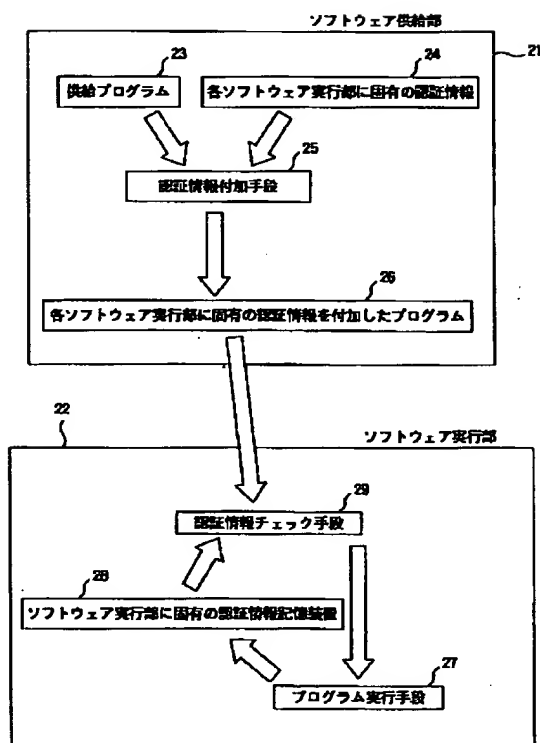 ソフトウェア供給部
21
23
24
供給プログラム
各ソフトウェア実行部に固有の認証情報
25
認証情報付加手段
26
各ソフトウェア実行部に固有の認証情報を付加したプログラム
22
ソフトウェア実行部
29
認証情報チェック手段
28
ソフトウェア実行部に固有の認証情報記憶装置
27
プログラム実行手段